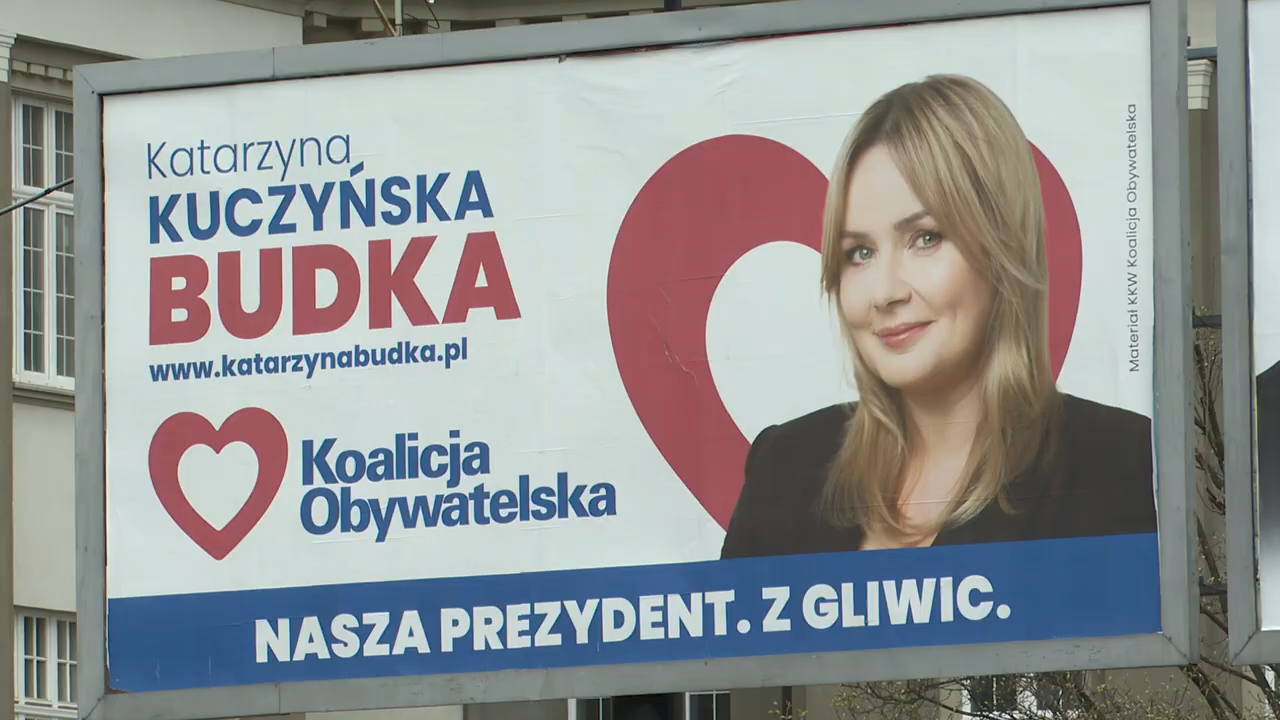 Katarzyna
KUCZYŃSKA
BUDKA
www.katarzynabudka.pl
Koalicja
Obywatelska
NASZA PREZYDENT. Z GLIWIC.
Materiał KKW Koalicja Obywatelska